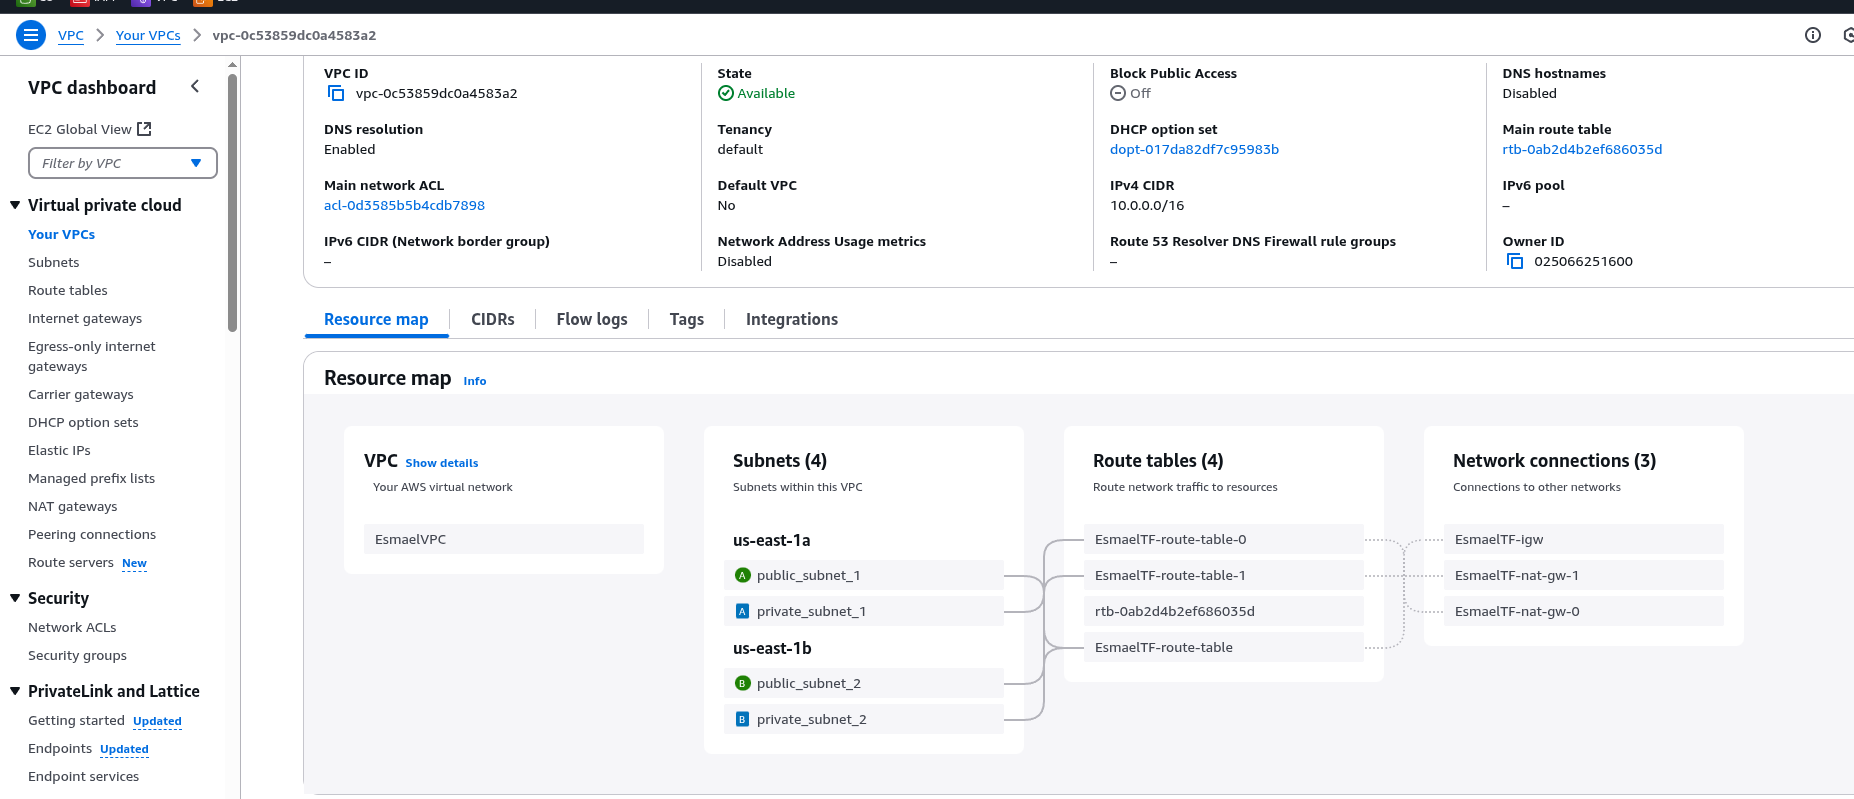 VPC
Your VPCs
vpc-0c53859dc0a4583a2
VPC dashboard
EC2 Global View
Filter by VPC
Virtual private cloud
Your VPCs
Subnets
Route tables
Internet gateways
Egress-only internet
gateways
Carrier gateways
DHCP option sets
Elastic IPs
Managed prefix lists
NAT gateways
Peering connections
Route servers New
Security
Network ACLs
Security groups
PrivateLink and Lattice
Getting started Updated
Endpoints Updated
Endpoint services
VPC ID
vpc-0c53859dc0a4583a2
State
Available
Block Public Access
Off
DNS hostnames
Disabled
DNS resolution
Enabled
Tenancy
default
DHCP option set
dopt-017da82df7c95983b
Main route table
rtb-0ab2d4b2ef686035d
Main network ACL
acl-0d3585b5b4cdb7898
Default VPC
No
IPv4 CIDR
10.0.0.0/16
IPv6 pool
–
IPv6 CIDR (Network border group)
–
Network Address Usage metrics
Disabled
Route 53 Resolver DNS Firewall rule groups
–
Owner ID
025066251600
Resource map
CIDRs
Flow logs
Tags
Integrations
Resource map Info
VPC Show details
Your AWS virtual network
EsmaelVPC
Subnets (4)
Subnets within this VPC
us-east-1a
A public_subnet_1
A private_subnet_1
us-east-1b
B public_subnet_2
B private_subnet_2
Route tables (4)
Route network traffic to resources
EsmaelTF-route-table-0
EsmaelTF-route-table-1
rtb-0ab2d4b2ef686035d
EsmaelTF-route-table
Network connections (3)
Connections to other networks
EsmaelTF-igw
EsmaelTF-nat-gw-1
EsmaelTF-nat-gw-0